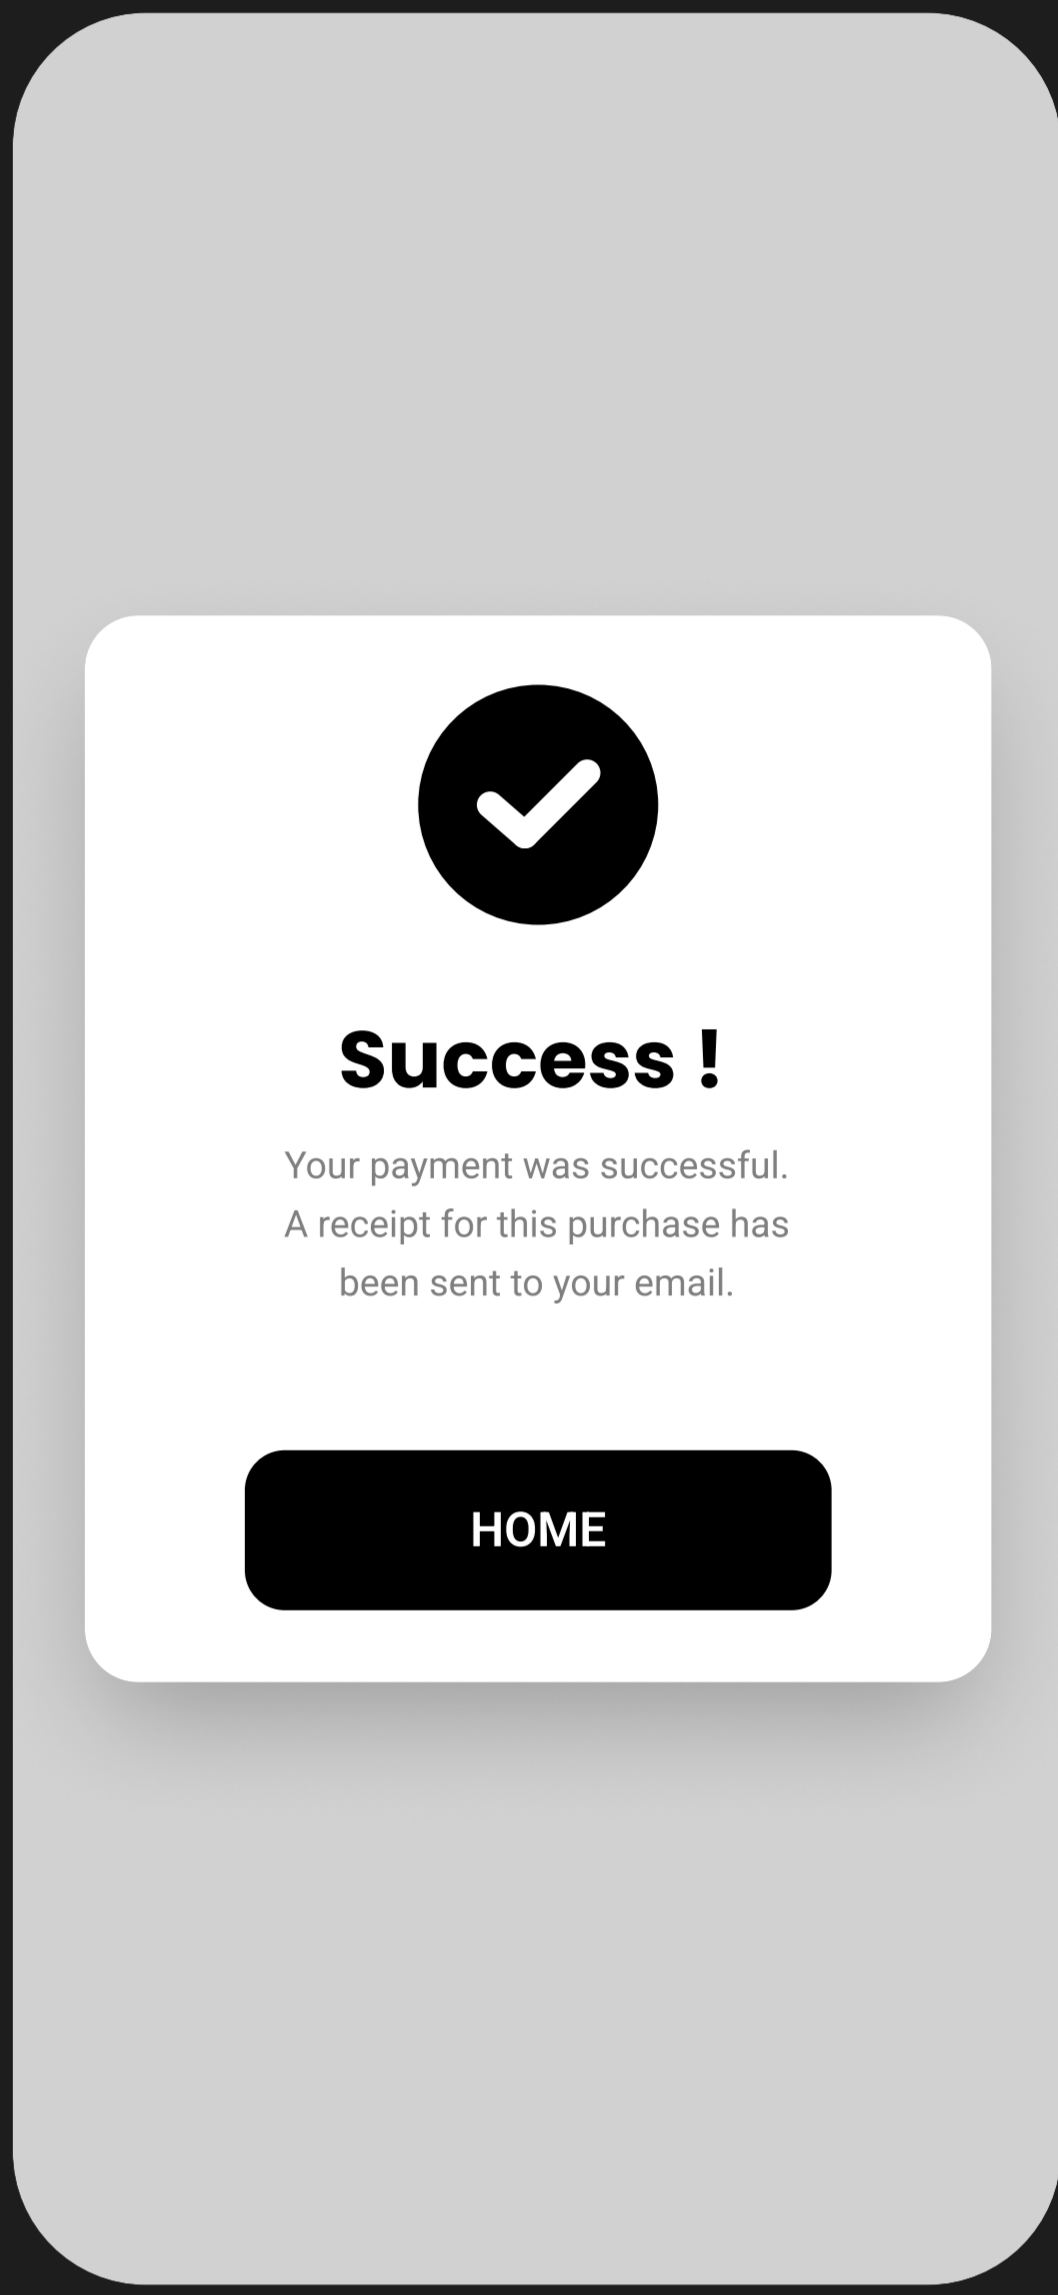 Success !
Your payment was successful.
A receipt for this purchase has
been sent to your email.
HOME